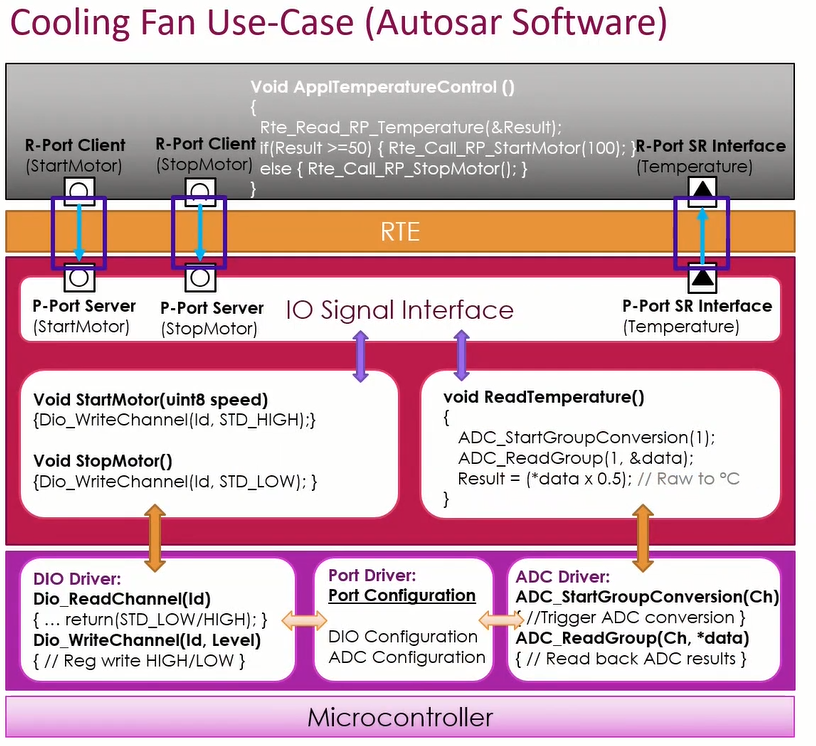 Cooling Fan Use-Case (Autosar Software)
Void ApplTemperatureControl ()
{
Rte_Read_RP_Temperature(&Result);
if(Result >=50) { Rte_Call_RP_StartMotor(100); }
else { Rte_Call_RP_StopMotor(); }
}
R-Port Client
(StartMotor)
R-Port Client
(StopMotor)
R-Port SR Interface
(Temperature)
RTE
P-Port Server
(StartMotor)
P-Port Server
(StopMotor)
IO Signal Interface
P-Port SR Interface
(Temperature)
Void StartMotor(uint8 speed)
{Dio_WriteChannel(Id, STD_HIGH);}
Void StopMotor()
{Dio_WriteChannel(Id, STD_LOW); }
void ReadTemperature()
{
ADC_StartGroupConversion(1);
ADC_ReadGroup(1, &data);
Result = (*data x 0.5); // Raw to °C
}
DIO Driver:
Dio_ReadChannel(Id)
{ ... return(STD_LOW/HIGH); }
Dio_WriteChannel(Id, Level)
{ // Reg write HIGH/LOW }
Port Driver:
Port Configuration
DIO Configuration
ADC Configuration
ADC Driver:
ADC_StartGroupConversion(Ch)
{ //Trigger ADC conversion }
ADC_ReadGroup(Ch, *data)
{ // Read back ADC results }
Microcontroller